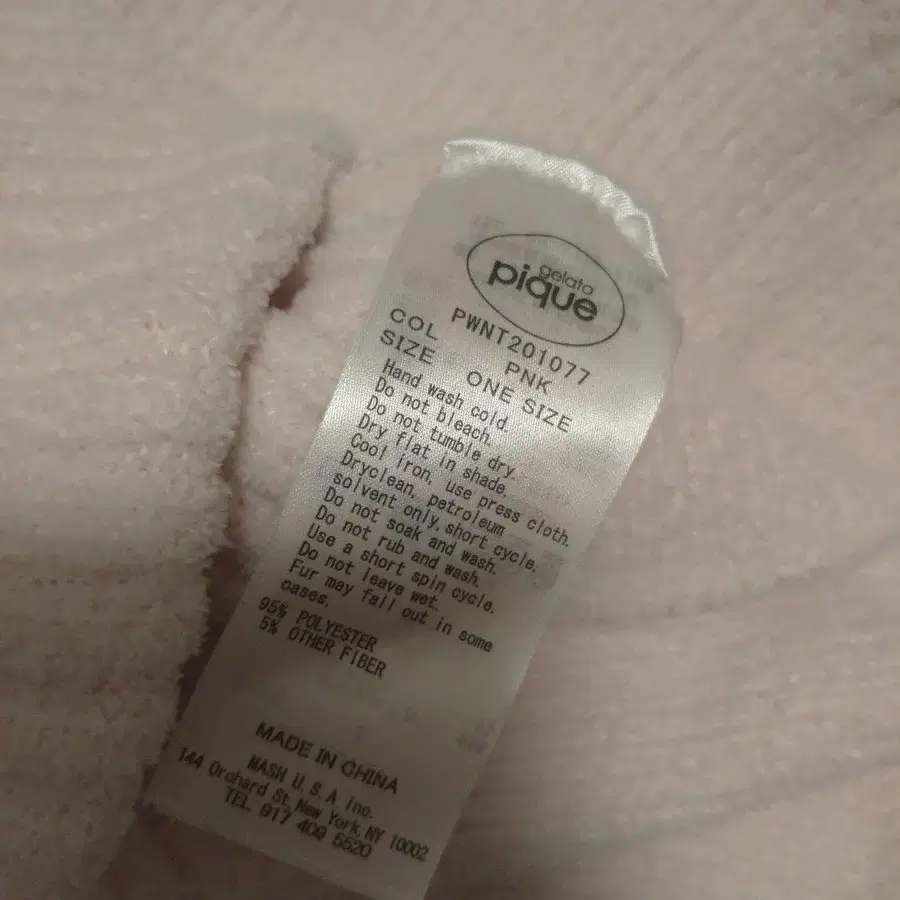 gelato
pique
PWNT201077
COL PNK
SIZE ONE SIZE
Hand wash cold.
Do not bleach.
Do not tumble dry.
Dry flat in shade.
Cool iron, use press cloth.
Dryclean, petroleum
solvent only, short cycle.
Do not soak and wash.
Do not rub and wash.
Use a short spin cycle.
Do not leave wet.
Fur may fall out in some
cases.
95% POLYESTER
5% OTHER FIBER
MADE IN CHINA
MASH U.S.A. Inc.
144 Orchard St, New York, NY 10002
TEL 917 409 5520